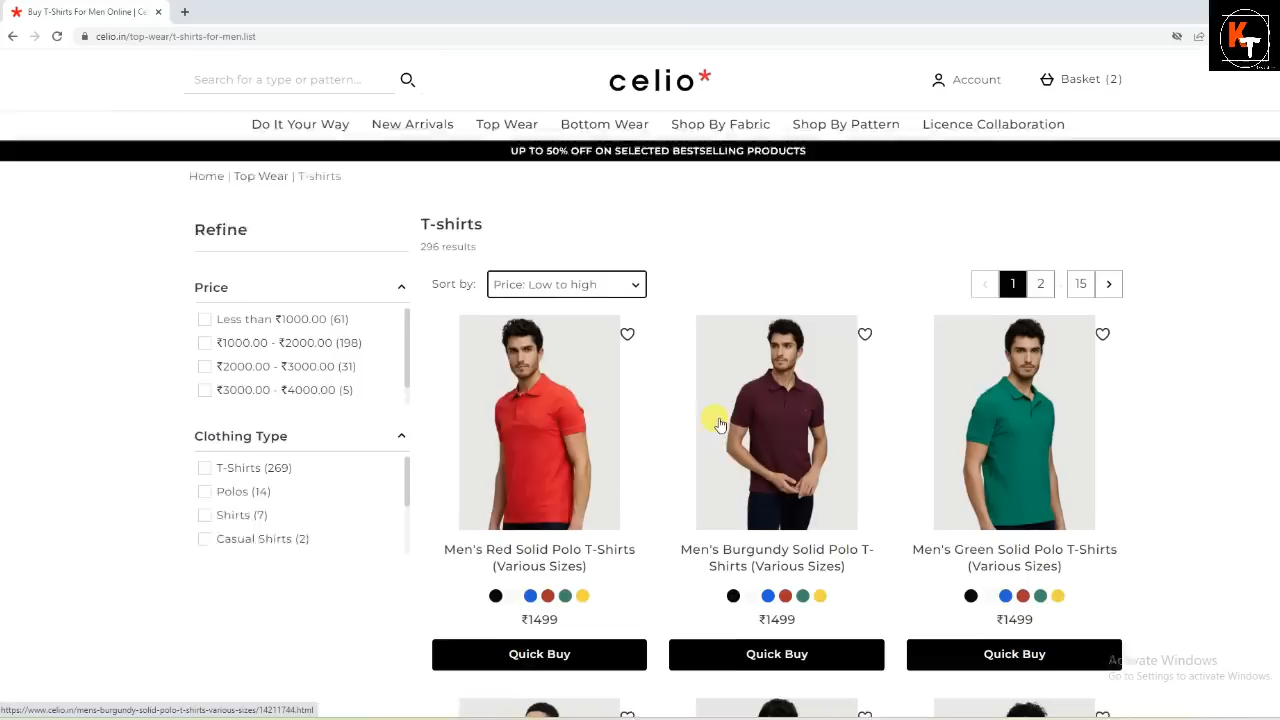 Buy T-Shirts For Men Online | Ce
celio.in/top-wear/t-shirts-for-men.list
KT
Search for a type or pattern...
celio*
Account
Basket (2)
Do It Your Way New Arrivals Top Wear Bottom Wear Shop By Fabric Shop By Pattern Licence Collaboration
UP TO 50% OFF ON SELECTED BESTSELLING PRODUCTS
Home | Top Wear | T-shirts
Refine
Price
Less than ₹1000.00 (61)
₹1000.00 - ₹2000.00 (198)
₹2000.00 - ₹3000.00 (31)
₹3000.00 - ₹4000.00 (5)
Clothing Type
T-Shirts (269)
Polos (14)
Shirts (7)
Casual Shirts (2)
T-shirts
296 results
Sort by: Price: Low to high
‹ 1 2 .. 15 ›
Men's Red Solid Polo T-Shirts
(Various Sizes)
₹1499
Quick Buy
Men's Burgundy Solid Polo T-
Shirts (Various Sizes)
₹1499
Quick Buy
Men's Green Solid Polo T-Shirts
(Various Sizes)
₹1499
Quick Buy
Activate Windows
Go to Settings to activate Windows.
https://www.celio.in/mens-burgundy-solid-polo-t-shirts-various-sizes/14211744.html